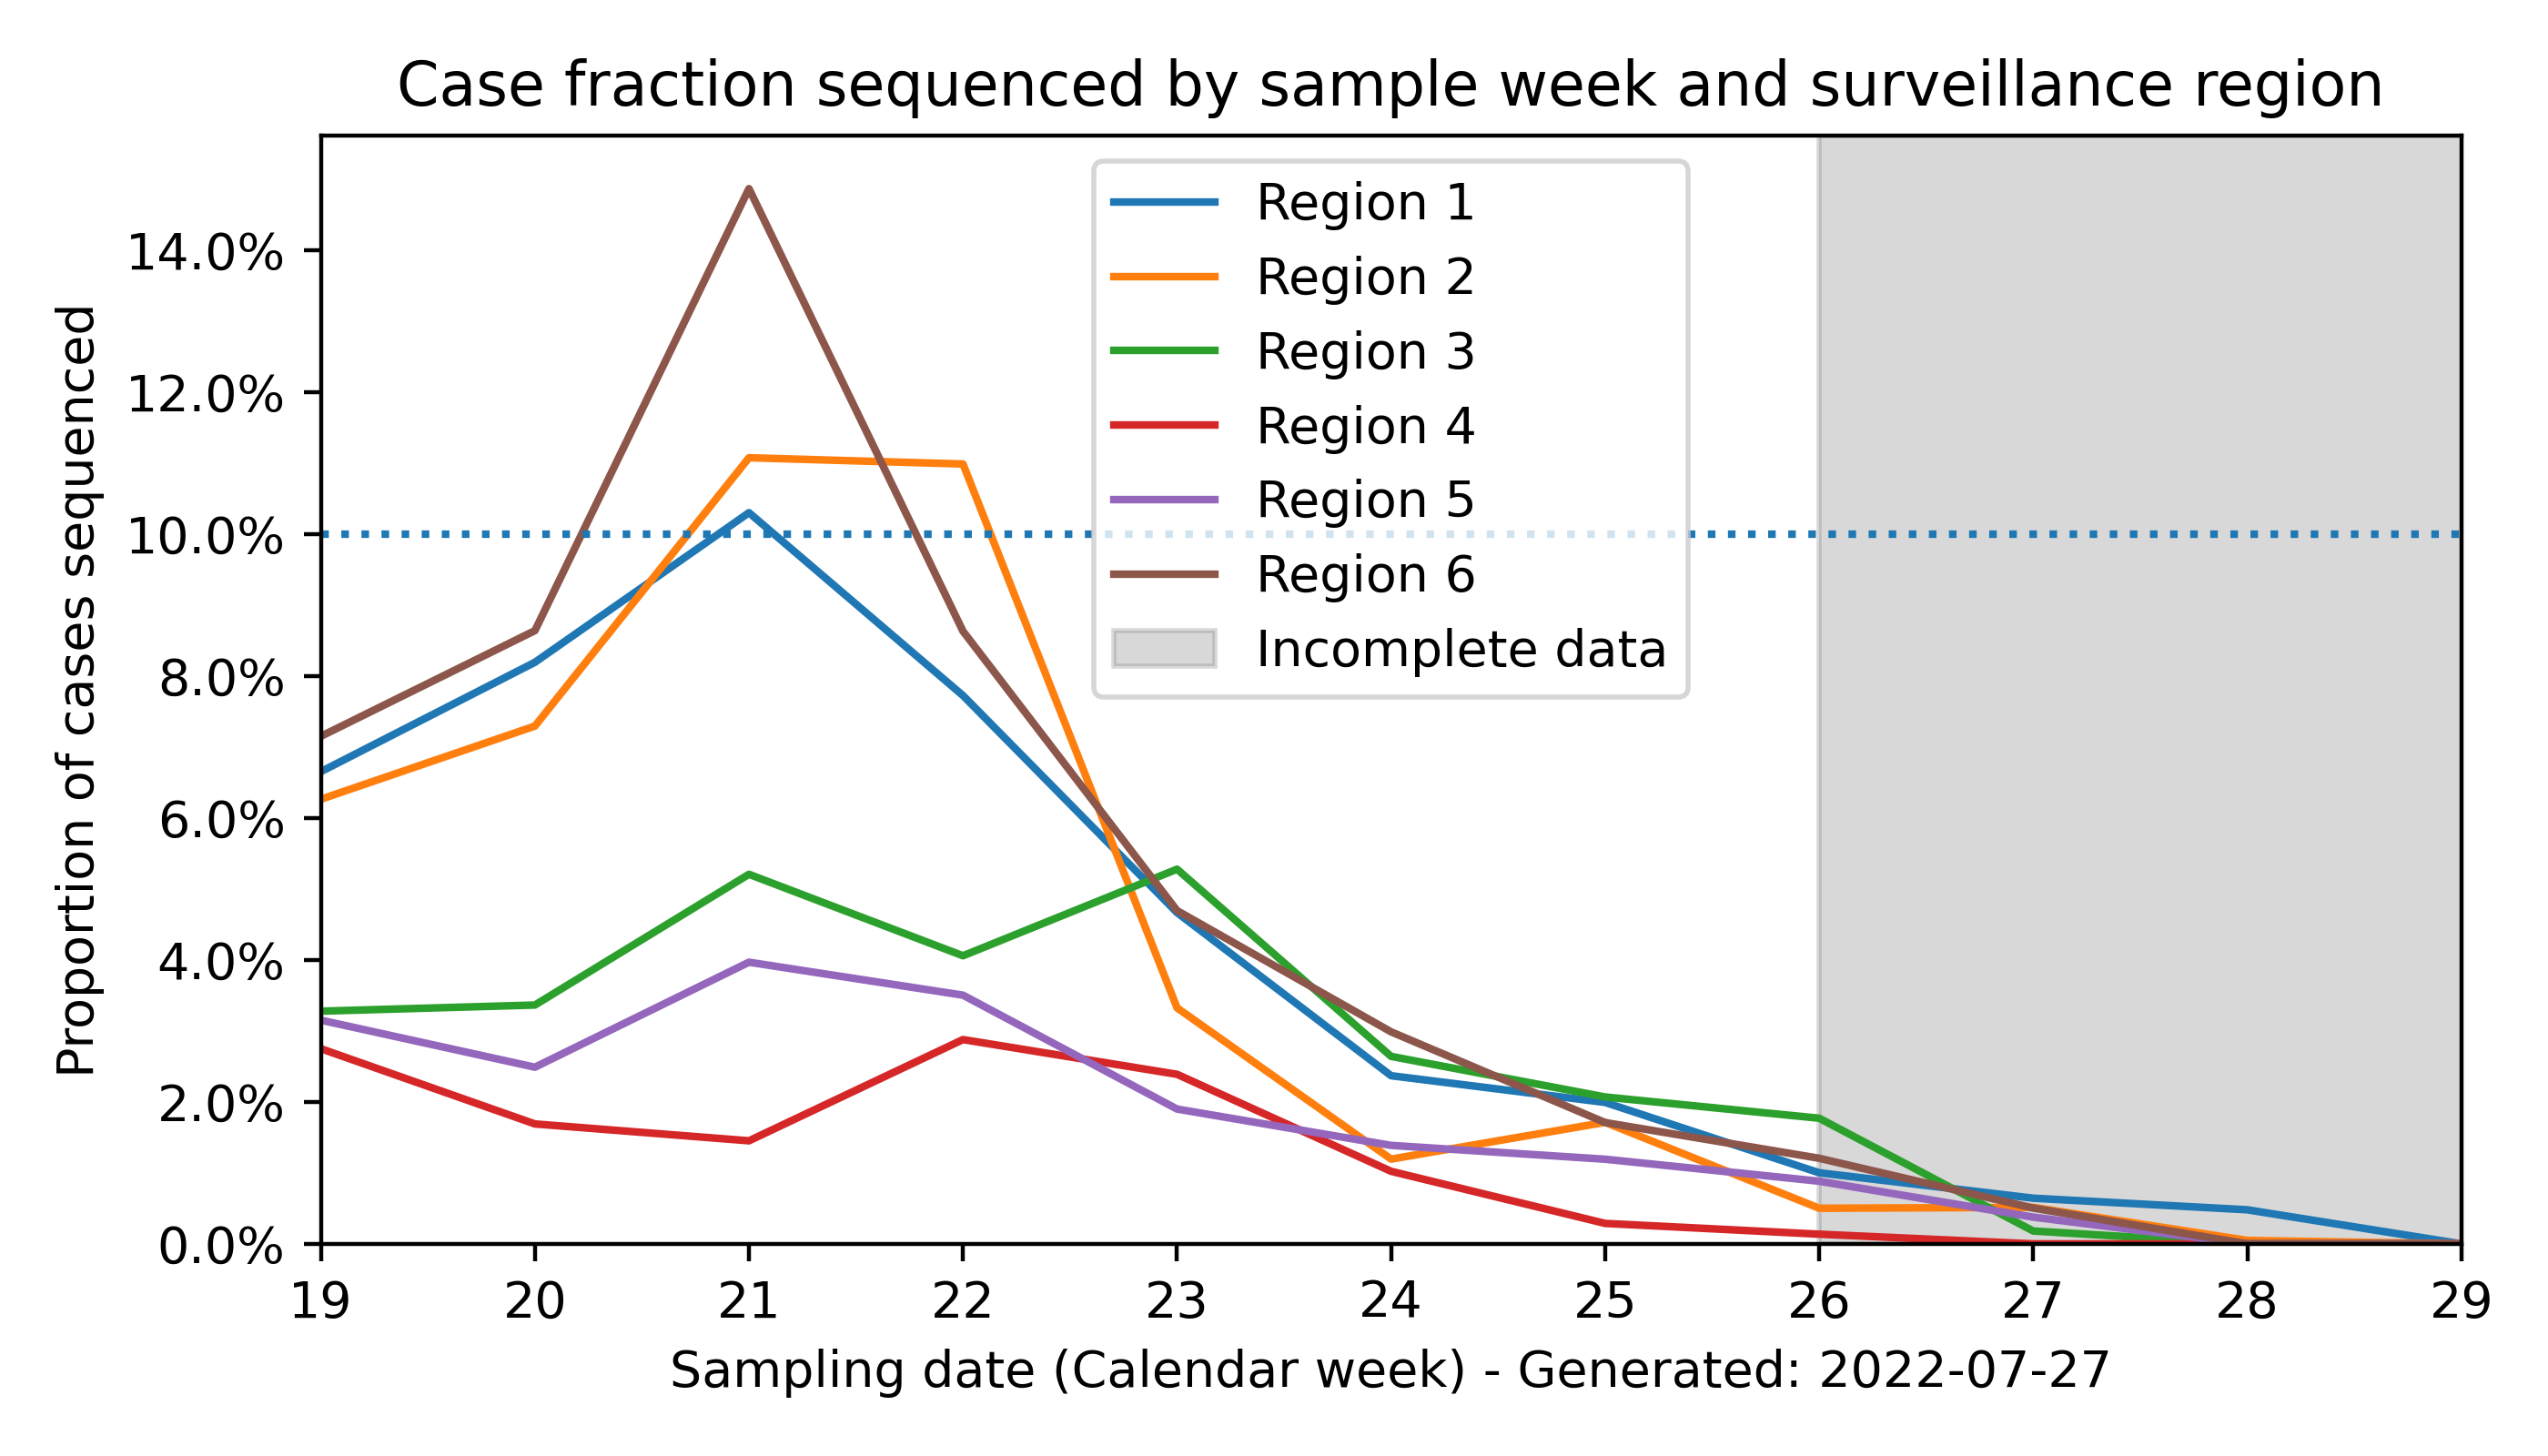 Case fraction sequenced by sample week and surveillance region
Proportion of cases sequenced
14.0%
12.0%
10.0%
8.0%
6.0%
4.0%
2.0%
0.0%
Region 1
Region 2
Region 3
Region 4
Region 5
Region 6
Incomplete data
19 20 21 22 23 24 25 26 27 28 29
Sampling date (Calendar week) - Generated: 2022-07-27